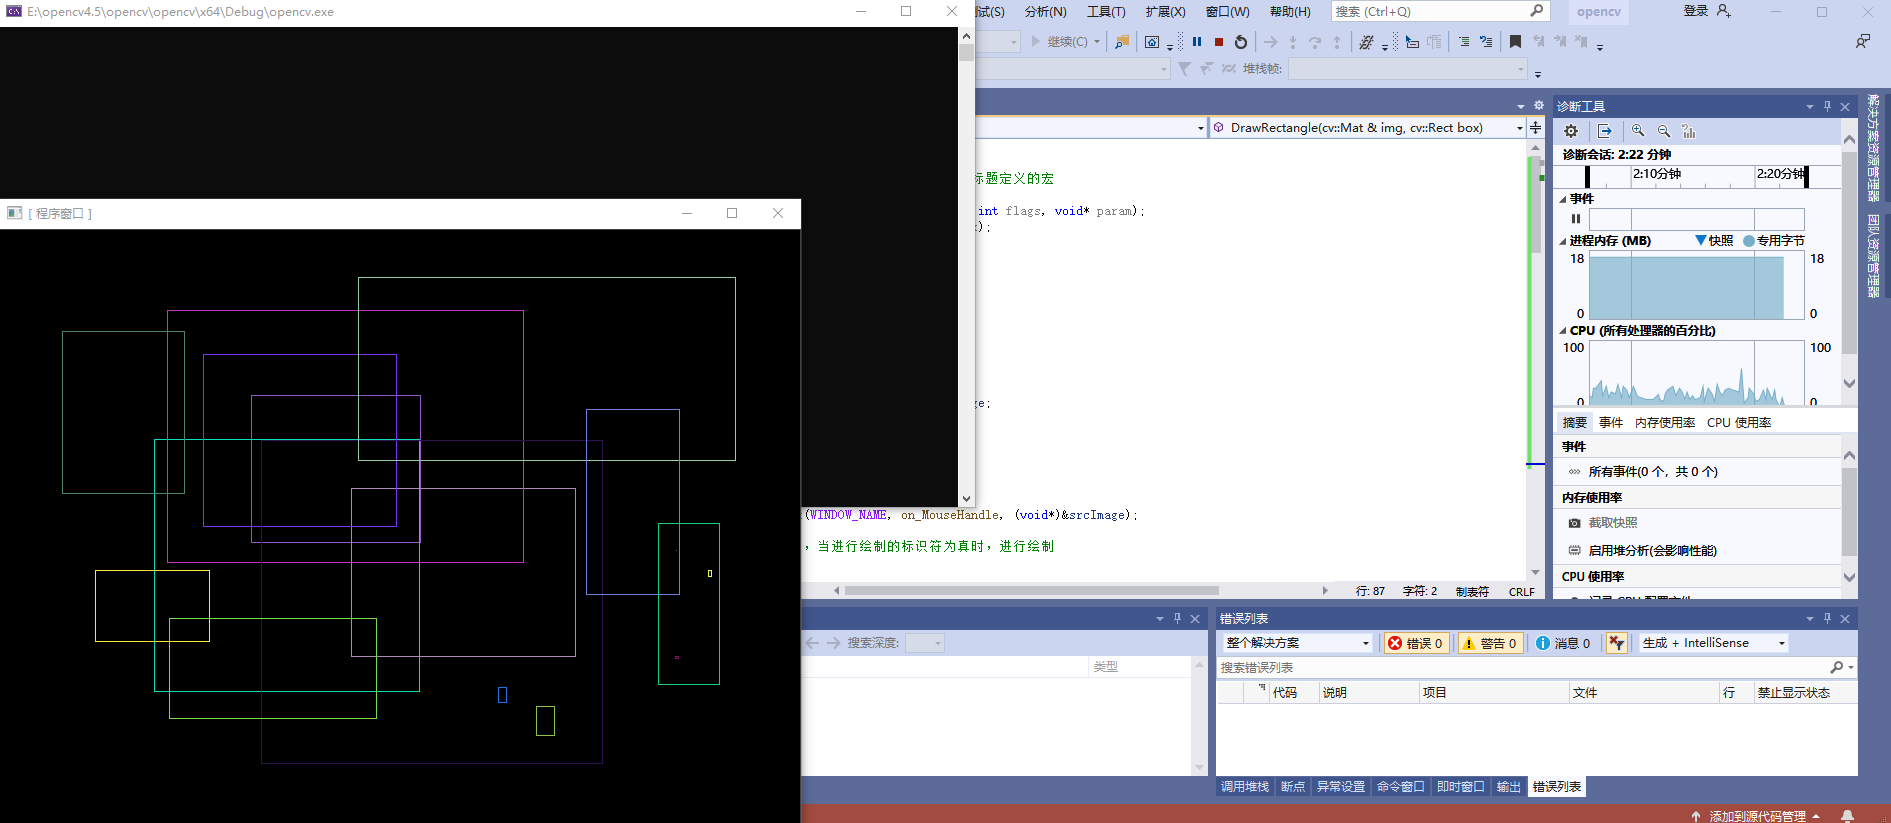 E:\opencv4.5\opencv\opencv\x64\Debug\opencv.exe
测试(S) 分析(N) 工具(T) 扩展(X) 窗口(W) 帮助(H) 搜索 (Ctrl+Q) opencv 登录
继续(C)
堆栈帧:
诊断工具
解决方案资源管理器
团队资源管理器
DrawRectangle(cv::Mat & img, cv::Rect box)
诊断会话: 2:22 分钟
2:10分钟 2:20分钟
标题定义的宏
事件
[ 程序窗口 ]
int flags, void* param);
);
进程内存 (MB) 快照 专用字节
18 18
0 0
CPU (所有处理器的百分比)
100 100
0 0
ge;
摘要 事件 内存使用率 CPU 使用率
事件
所有事件(0 个，共 0 个)
内存使用率
截取快照
(WINDOW_NAME, on_MouseHandle, (void*)&srcImage);
，当进行绘制的标识符为真时，进行绘制
启用堆分析(会影响性能)
CPU 使用率
记录 CPU 配置文件
行: 87 字符: 2 制表符 CRLF
错误列表
搜索深度:
整个解决方案 错误 0 警告 0 消息 0 生成 + IntelliSense
类型
搜索错误列表
代码 说明 项目 文件 行 禁止显示状态
调用堆栈 断点 异常设置 命令窗口 即时窗口 输出 错误列表
添加到源代码管理